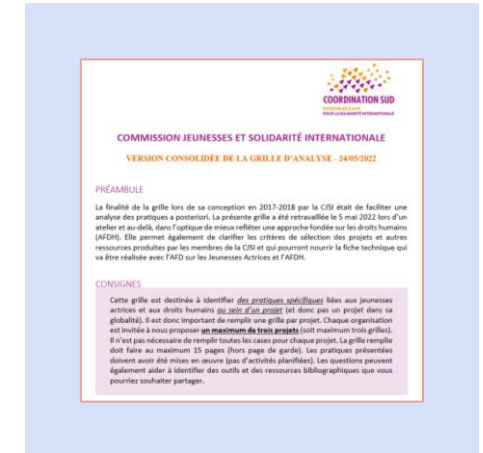 COORDINATION SUD
POUR LA SOLIDARITÉ INTERNATIONALE
COMMISSION JEUNESSES ET SOLIDARITÉ INTERNATIONALE
VERSION CONSOLIDÉE DE LA GRILLE D'ANALYSE - 24/05/2022
PRÉAMBULE
La finalité de la grille lors de sa conception en 2017-2018 par la CJSI était de faciliter une
analyse des pratiques a posteriori. La présente grille a été retravaillée le 5 mai 2022 lors d'un
atelier et au-delà, dans l'optique de mieux refléter une approche fondée sur les droits humains
(AFDH). Elle permet également de clarifier les critères de sélection des projets et autres
ressources produites par les membres de la CJSI et qui pourront nourrir la fiche technique qui
va être réalisée avec l'AFD sur les Jeunesses Actrices et l'AFDH.
CONSIGNES
Cette grille est destinée à identifier des pratiques spécifiques liées aux jeunesses
actrices et aux droits humains au sein d'un projet (et donc pas un projet dans sa
globalité). Il est donc important de remplir une grille par projet. Chaque organisation
est invitée à nous proposer un maximum de trois projets (soit maximum trois grilles).
Il n'est pas nécessaire de remplir toutes les cases pour chaque projet. La grille remplie
doit faire au maximum 15 pages (hors page de garde). Les pratiques présentées
doivent avoir été mises en œuvre (pas d'activités planifiées). Les questions peuvent
également aider à identifier des outils et des ressources bibliographiques que vous
pourriez souhaiter partager.